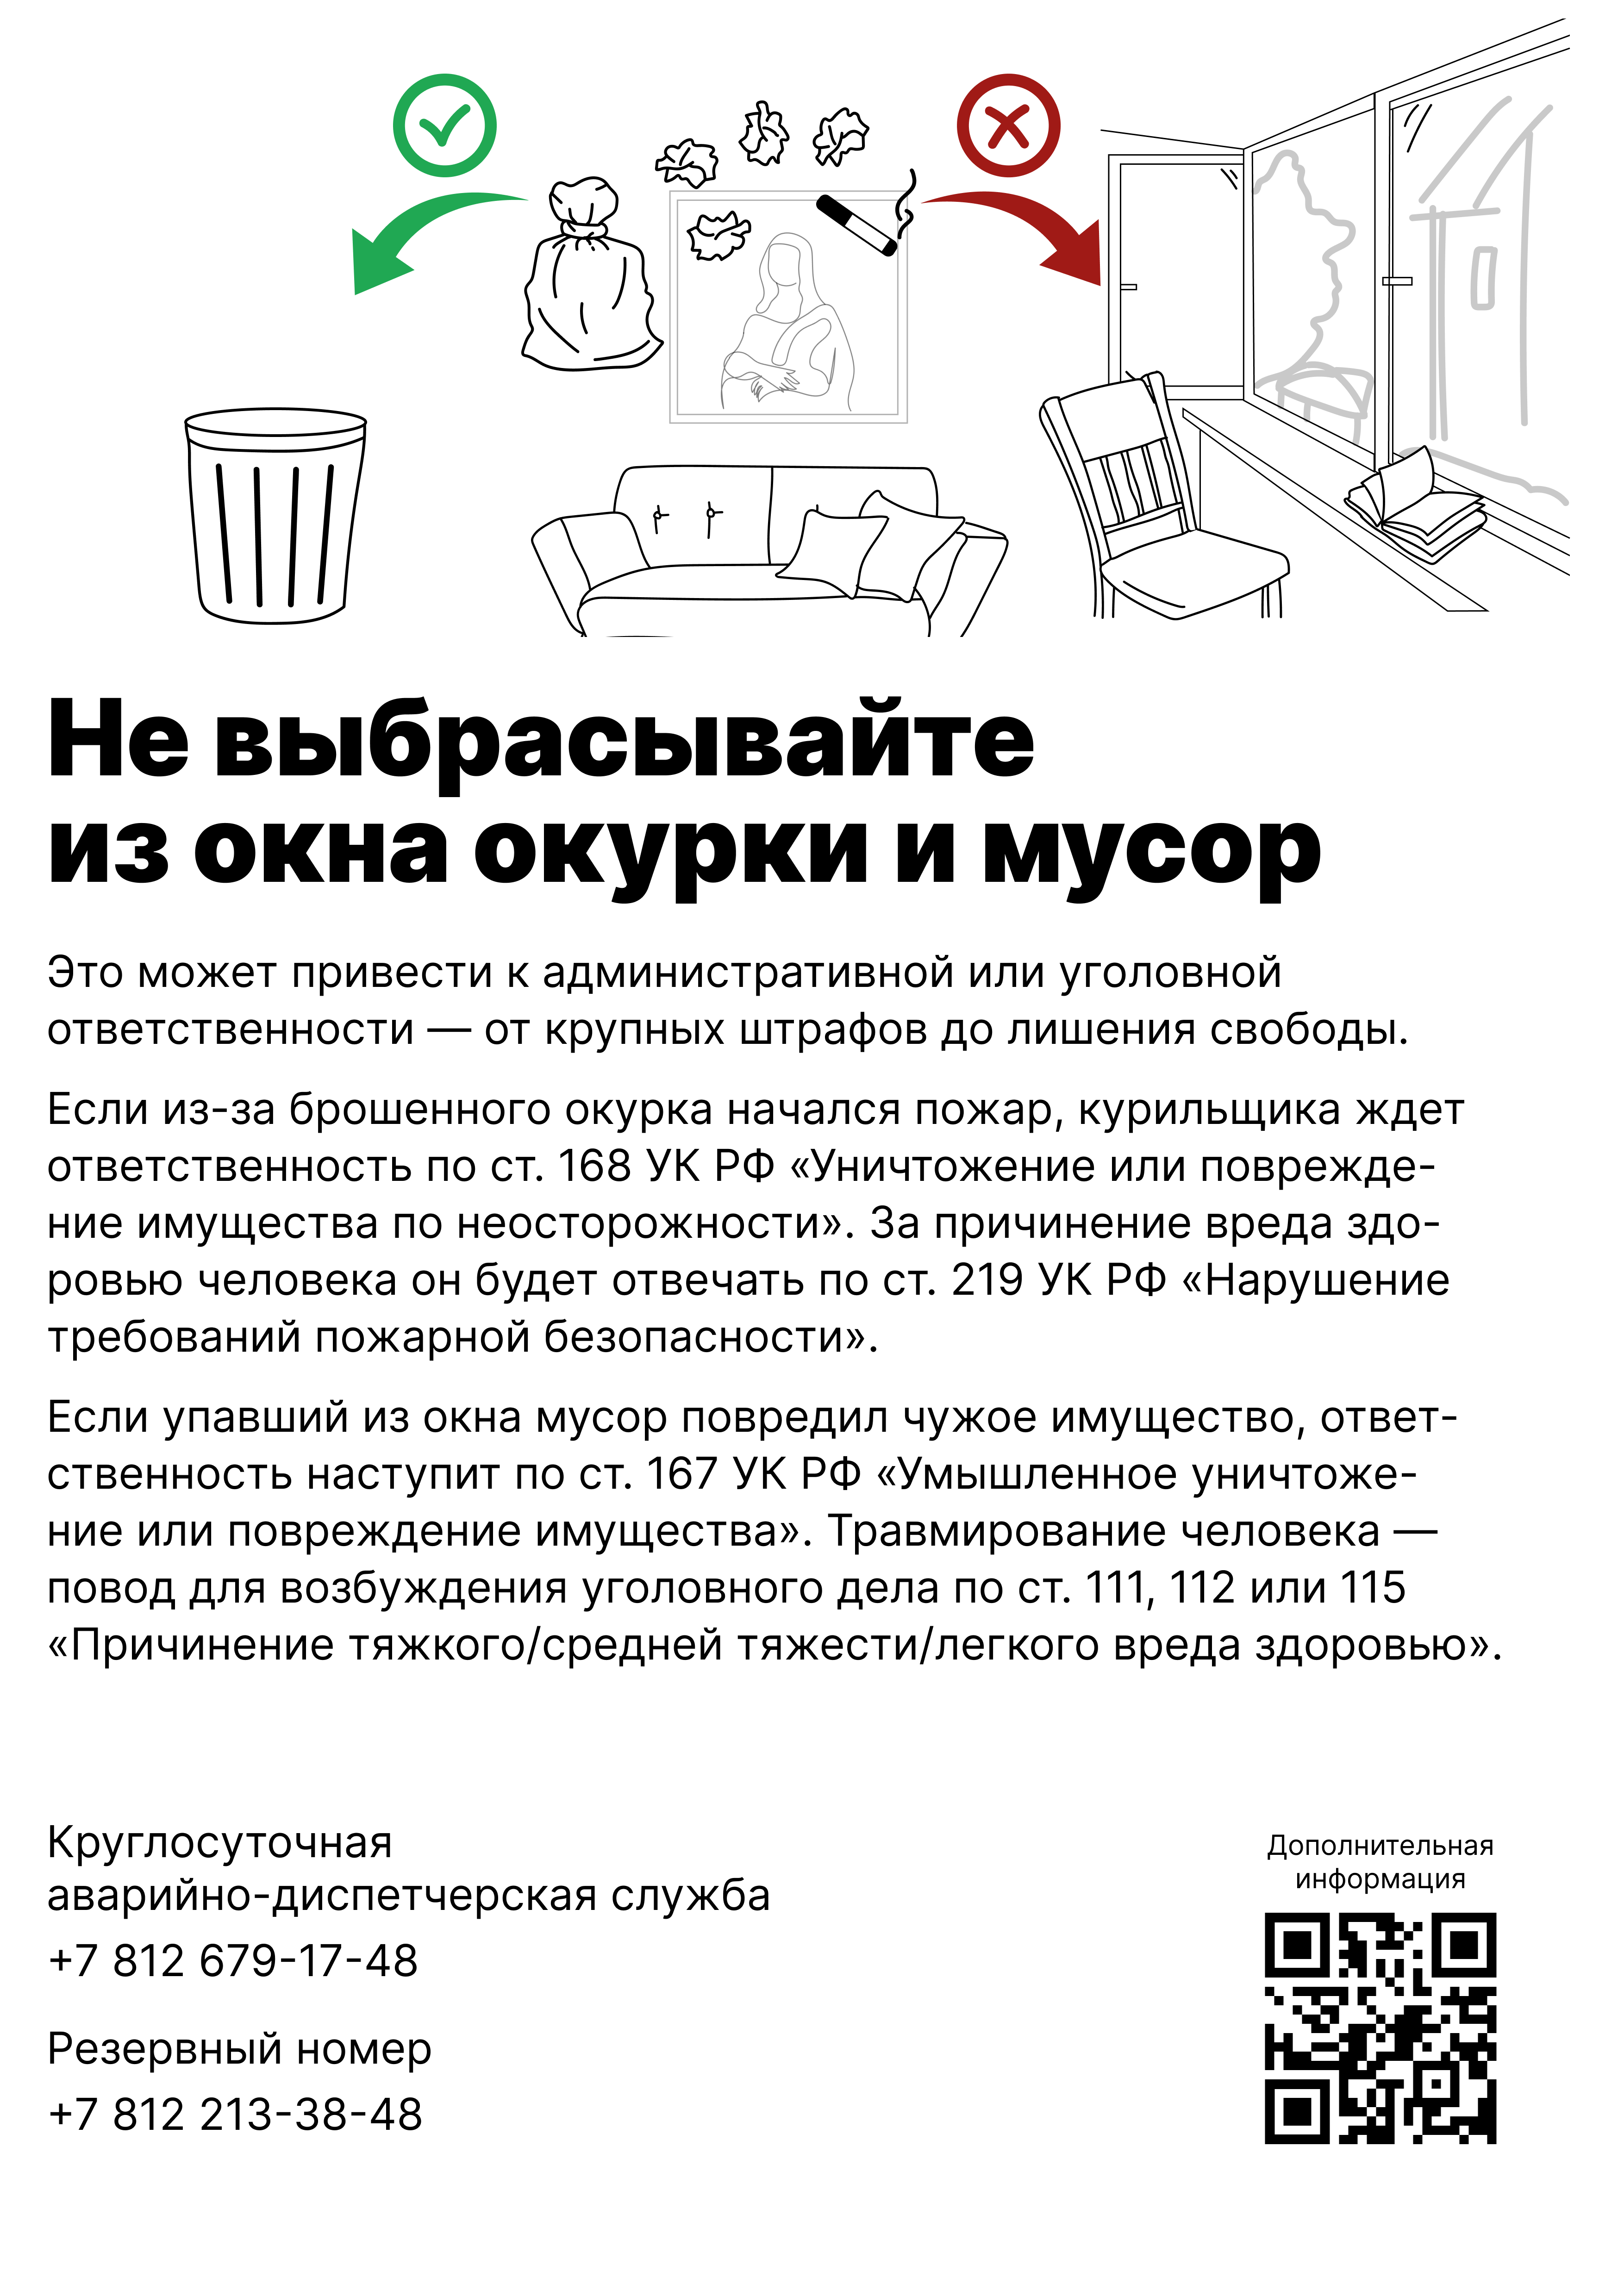 Не выбрасывайте
из окна окурки и мусор
Это может привести к административной или уголовной
ответственности — от крупных штрафов до лишения свободы.
Если из-за брошенного окурка начался пожар, курильщика ждет
ответственность по ст. 168 УК РФ «Уничтожение или поврежде-
ние имущества по неосторожности». За причинение вреда здо-
ровью человека он будет отвечать по ст. 219 УК РФ «Нарушение
требований пожарной безопасности».
Если упавший из окна мусор повредил чужое имущество, ответ-
ственность наступит по ст. 167 УК РФ «Умышленное уничтоже-
ние или повреждение имущества». Травмирование человека —
повод для возбуждения уголовного дела по ст. 111, 112 или 115
«Причинение тяжкого/средней тяжести/легкого вреда здоровью».
Круглосуточная
аварийно-диспетчерская служба
+7 812 679-17-48
Резервный номер
+7 812 213-38-48
Дополнительная
информация